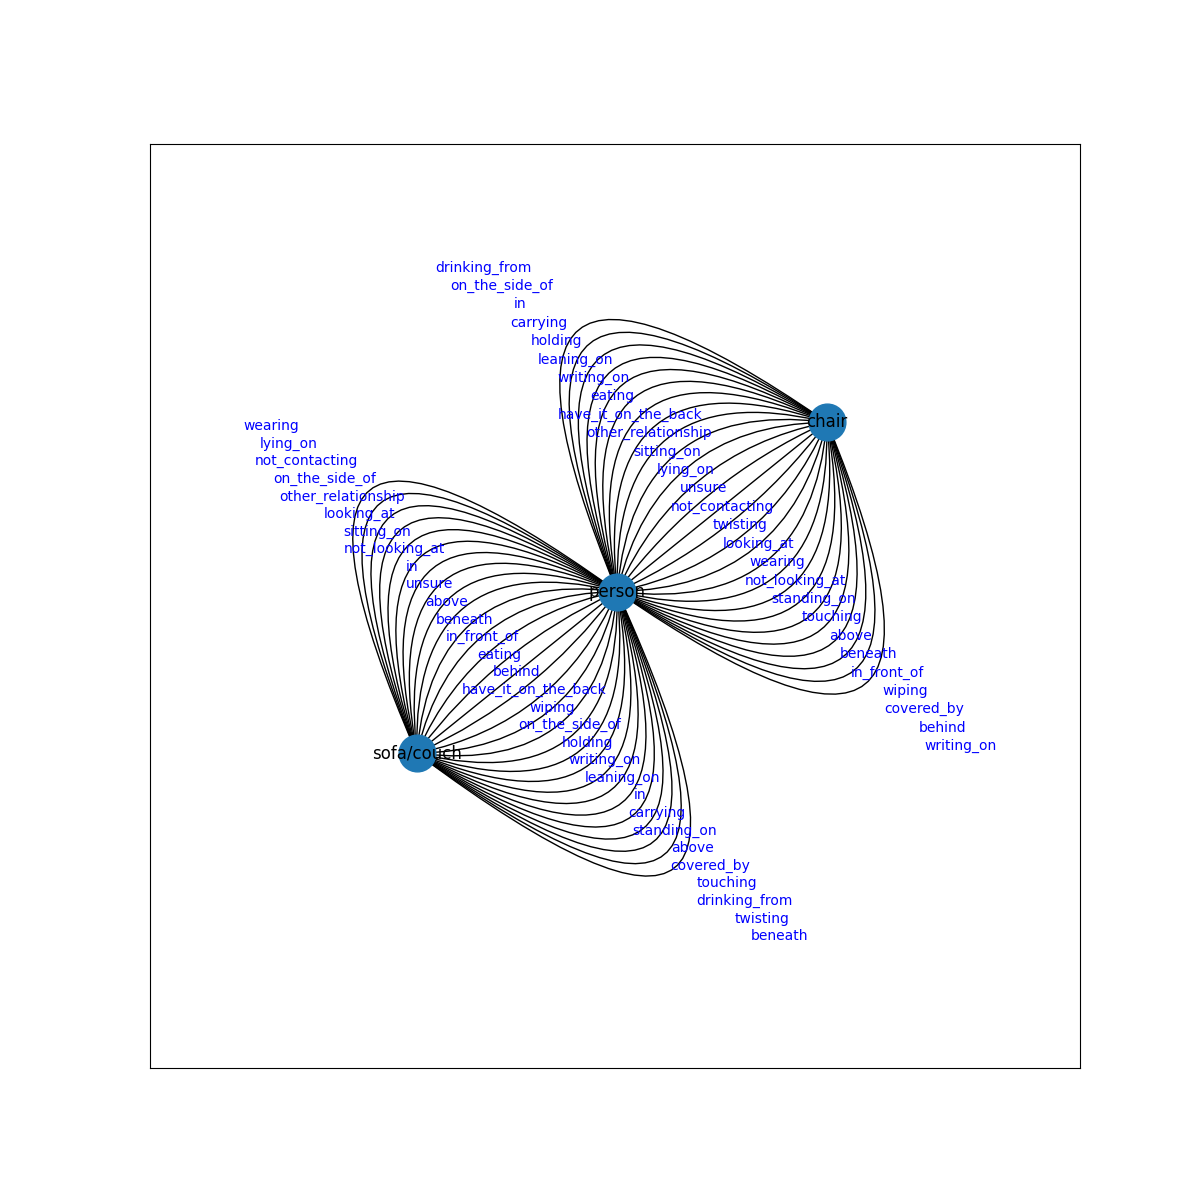 drinking_from
on_the_side_of
in
carrying
holding
leaning_on
writing_on
eating
have_it_on_the_back
other_relationship
sitting_on
lying_on
unsure
not_contacting
twisting
looking_at
wearing
not_looking_at
standing_on
touching
above
beneath
in_front_of
wiping
covered_by
behind
writing_on
chair
person
sofa/couch
wearing
lying_on
not_contacting
on_the_side_of
other_relationship
looking_at
sitting_on
not_looking_at
in
unsure
above
beneath
in_front_of
eating
behind
have_it_on_the_back
wiping
on_the_side_of
holding
writing_on
leaning_on
in
carrying
standing_on
above
covered_by
touching
drinking_from
twisting
beneath